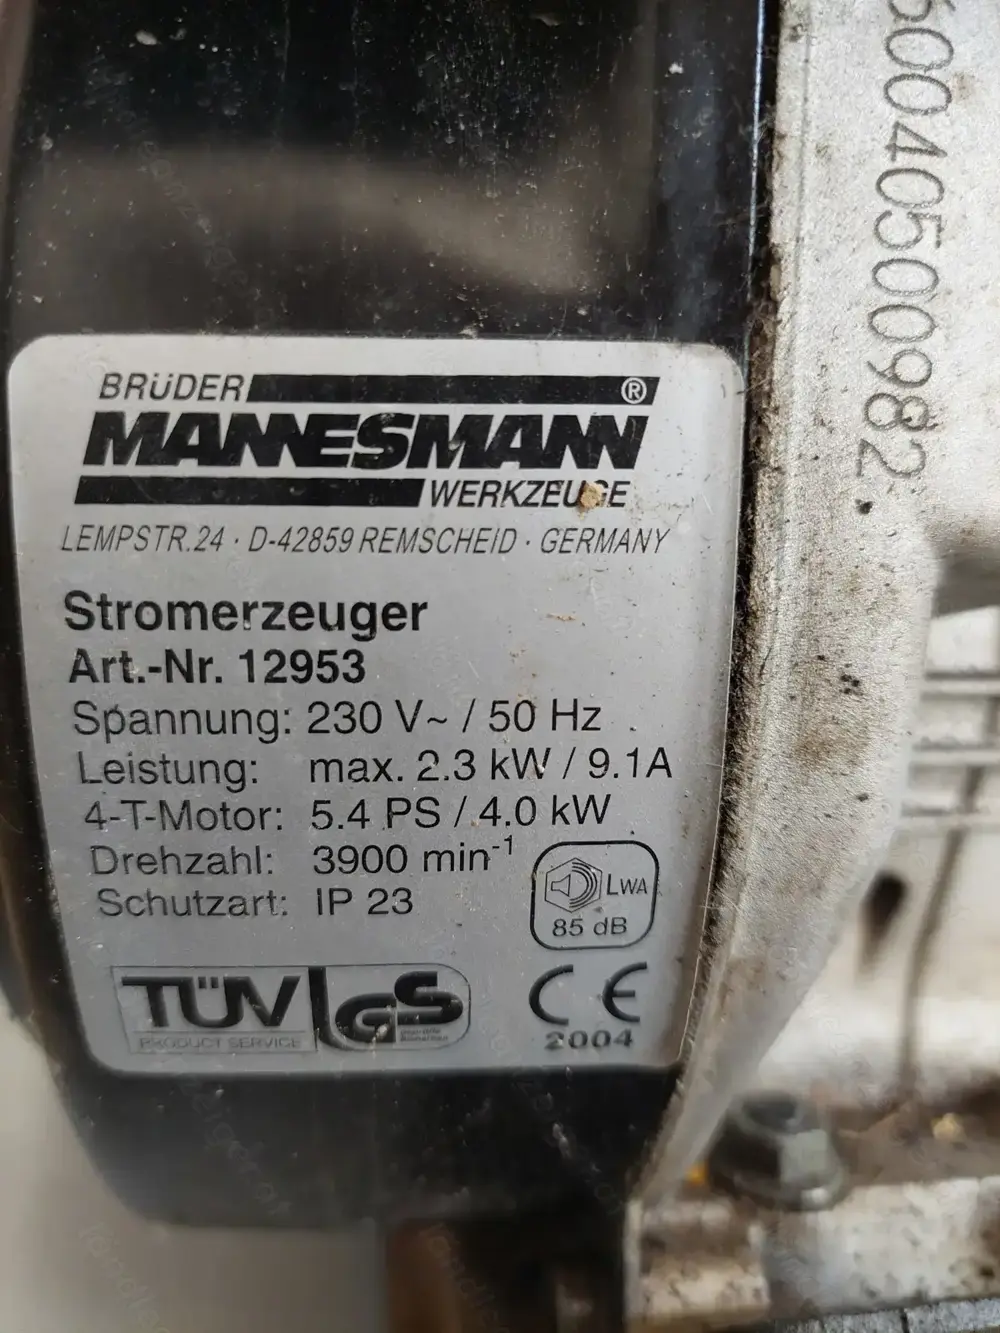 BRÜDER
MANNESMANN ®
WERKZEUGE
LEMPSTR.24 · D-42859 REMSCHEID · GERMANY
Stromerzeuger
Art.-Nr. 12953
Spannung: 230 V~ / 50 Hz
Leistung: max. 2.3 kW / 9.1A
4-T-Motor: 5.4 PS / 4.0 kW
Drehzahl: 3900 min-1
Schutzart: IP 23
LWA
85 dB
TÜV
PRODUCT SERVICE
GS
CE
2004
600400500982